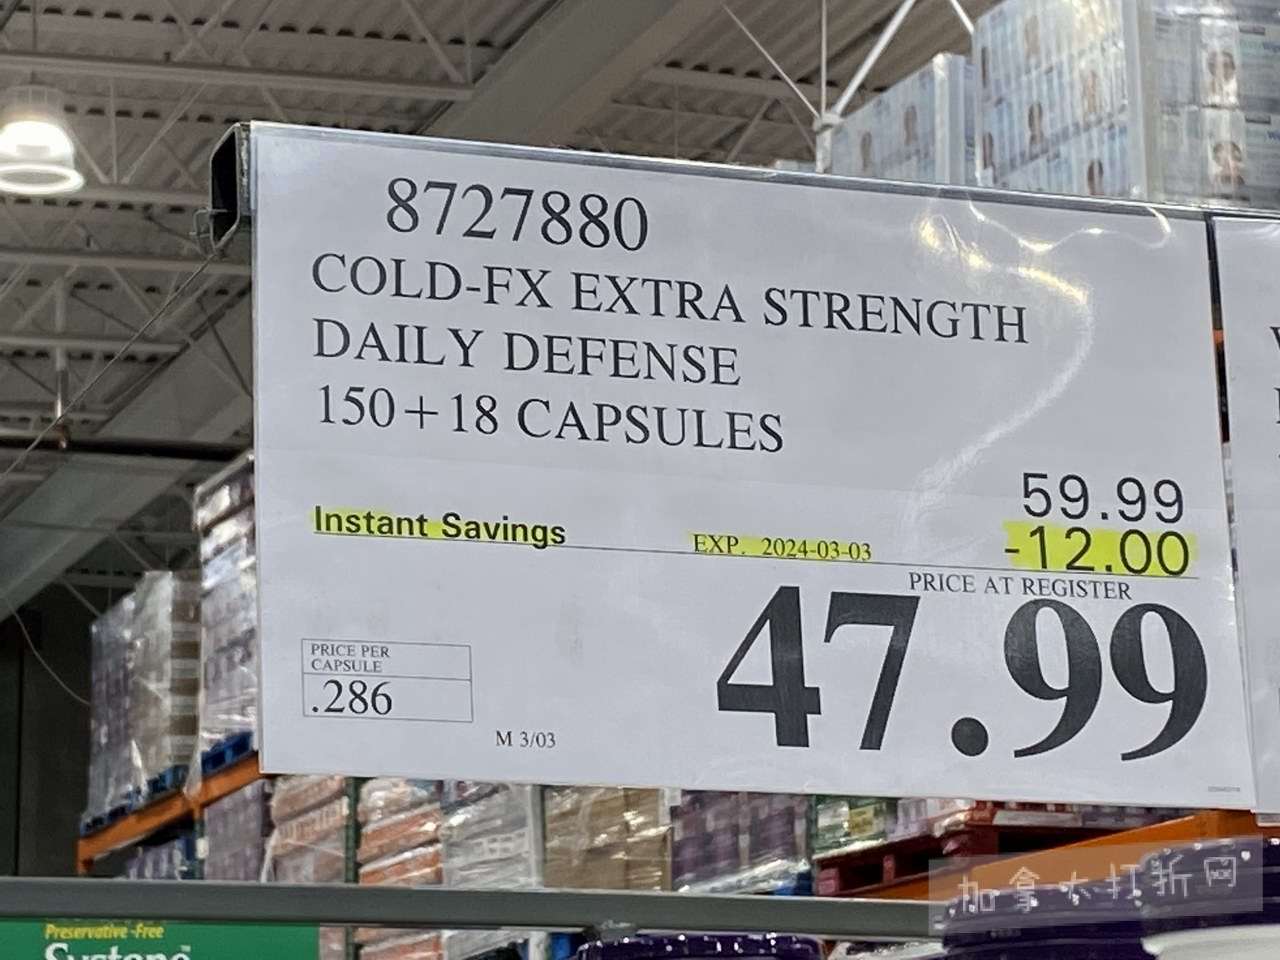 8727880
COLD-FX EXTRA STRENGTH
DAILY DEFENSE
150+18 CAPSULES
59.99
Instant Savings EXP. 2024-03-03 -12.00
PRICE AT REGISTER
47.99
PRICE PER
CAPSULE
.286
M 3/03
加拿大打折网
Preservative-Free
Systane